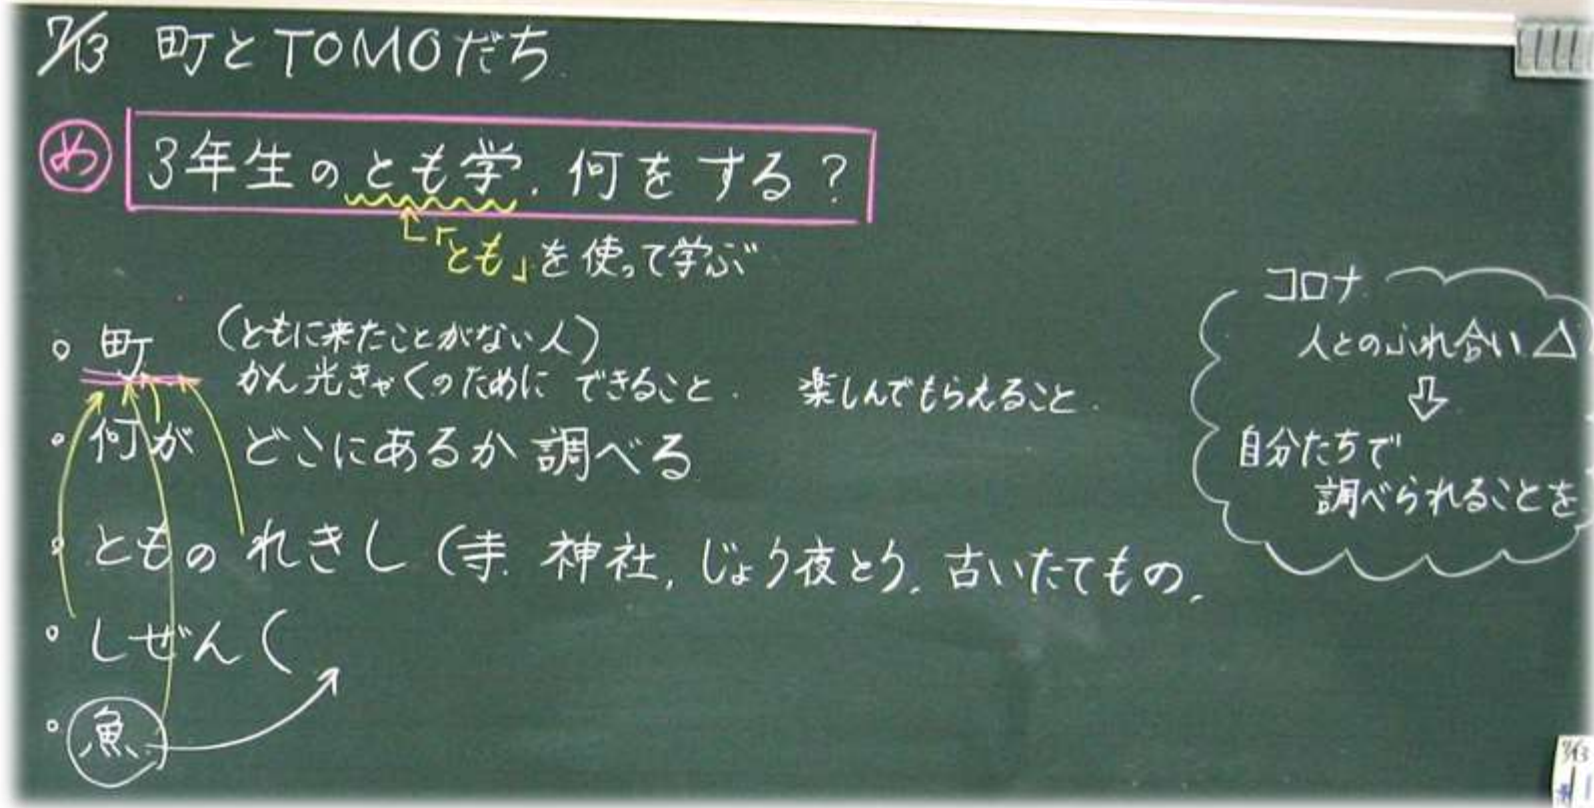 7/13 町とTOMOだち
め 3年生のとも学.何をする?
「とも」を使って学ぶ
。町 (ともに来たことがない人)
かん光きゃくのために できること. 楽しんでもらえること.
。何が どこにあるか調べる
。とものれきし(寺.神社,じょう夜とう.古いたてもの,
。しぜん(
。魚
コロナ
人とのふれ合い△
⇩
自分たちで
調べられることを
7/13